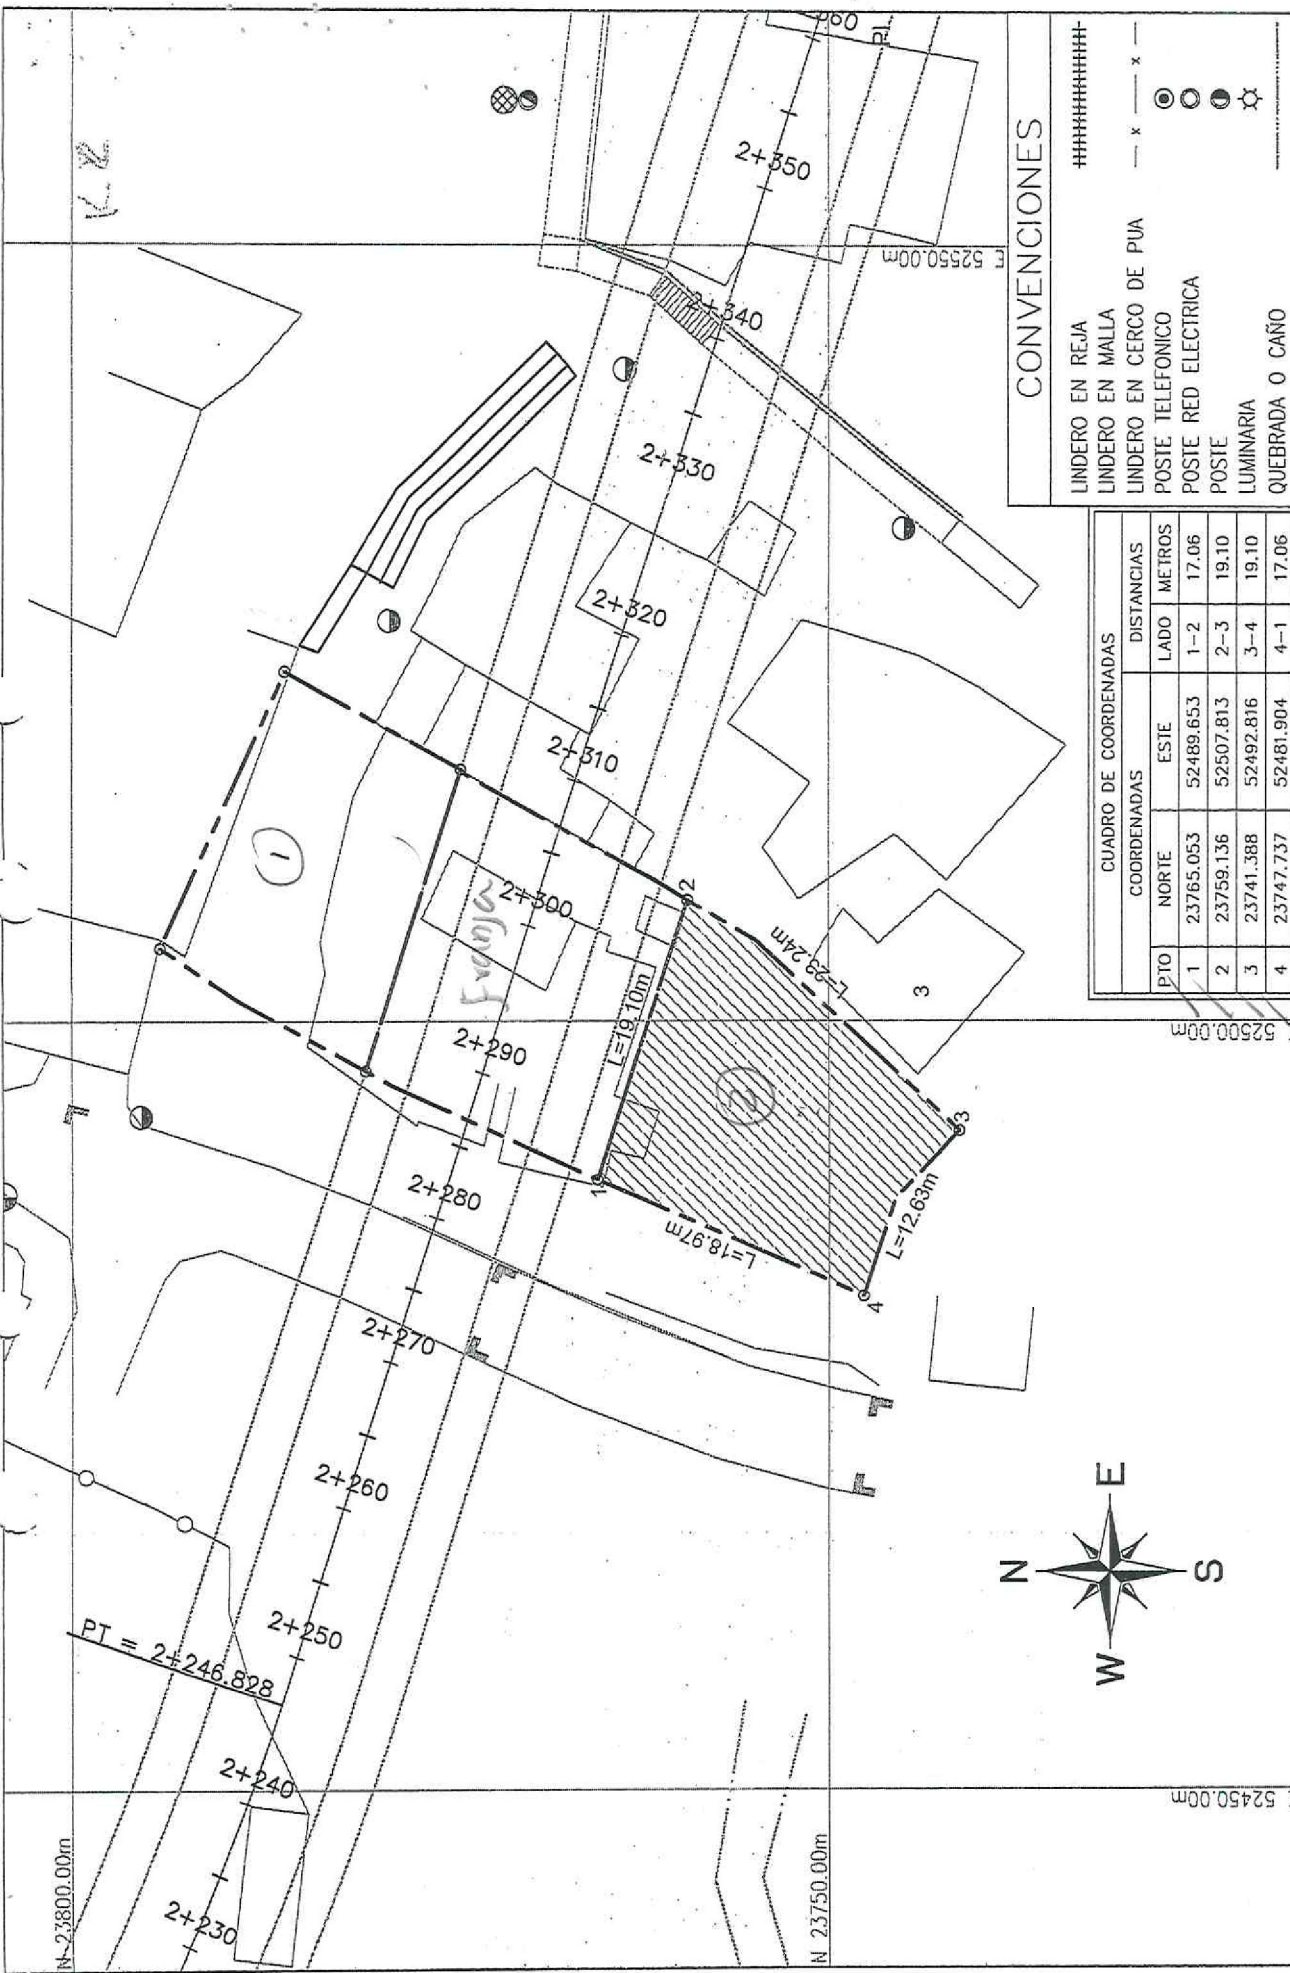 K2
N 23800.00m
N 23750.00m
PT = 2+246.828
2+230
2+240
2+250
2+260
2+270
2+280
2+290
2+300
2+310
2+320
2+330
2+340
2+350
E 52550.00m
52500.00m
52450.00m
1
Franja
2
1
2
3
4
3
L=19.10m
L=23.24m
L=12.63m
L=18.97m
N
W E
S
CUADRO DE COORDENADAS
COORDENADAS DISTANCIAS
PTO NORTE ESTE LADO METROS
1 23765.053 52489.653 1-2 17.06
2 23759.136 52507.813 2-3 19.10
3 23741.388 52492.816 3-4 19.10
4 23747.737 52481.904 4-1 17.06
CONVENCIONES
LINDERO EN REJA
LINDERO EN MALLA
LINDERO EN CERCO DE PUA
POSTE TELEFONICO
POSTE RED ELECTRICA
POSTE
LUMINARIA
QUEBRADA O CAÑO